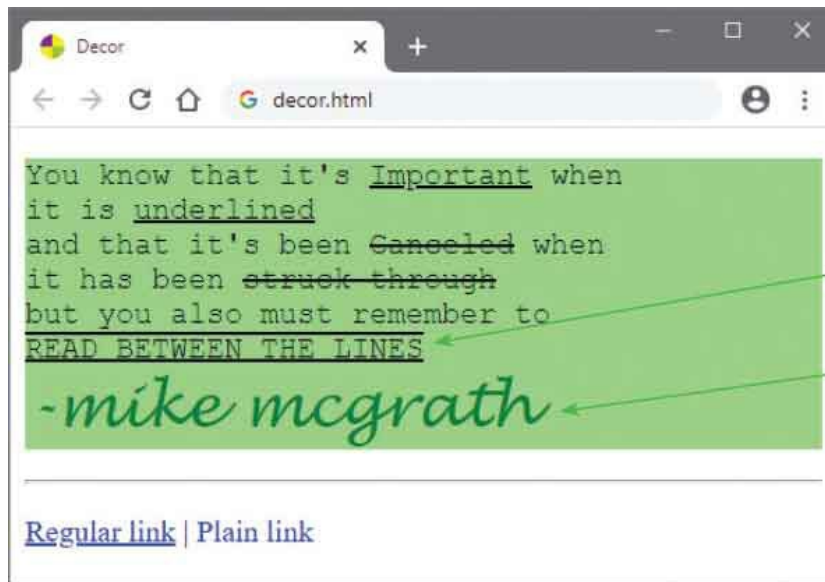 Decor
decor.html
You know that it's Important when
it is underlined
and that it's been Canceled when
it has been struck through
but you also must remember to
READ BETWEEN THE LINES
-mike mcgrath
Regular link | Plain link